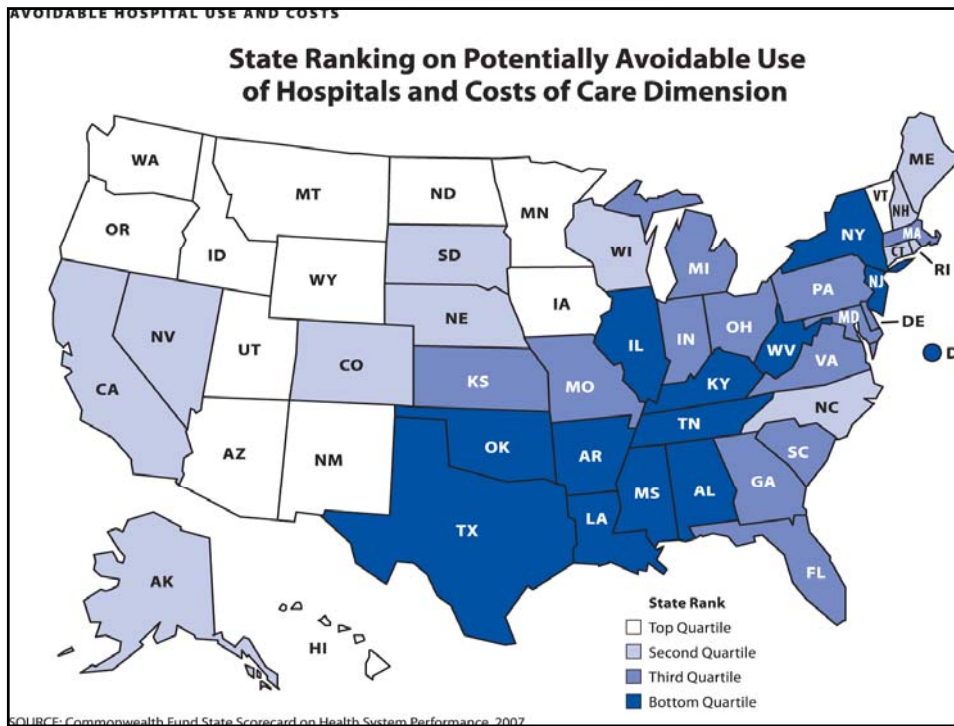 AVOIDABLE HOSPITAL USE AND COSTS
State Ranking on Potentially Avoidable Use
of Hospitals and Costs of Care Dimension
WA
MT
ND
MN
VT
ME
NH
OR
ID
WY
SD
WI
MI
NY
MA
CT
RI
NV
UT
CO
NE
IA
IL
IN
OH
PA
NJ
MD
DE
CA
KS
MO
KY
WV
VA
D
AZ
NM
OK
AR
TN
NC
SC
TX
LA
MS
AL
GA
FL
AK
HI
State Rank
Top Quartile
Second Quartile
Third Quartile
Bottom Quartile
SOURCE: Commonwealth Fund State Scorecard on Health System Performance, 2007